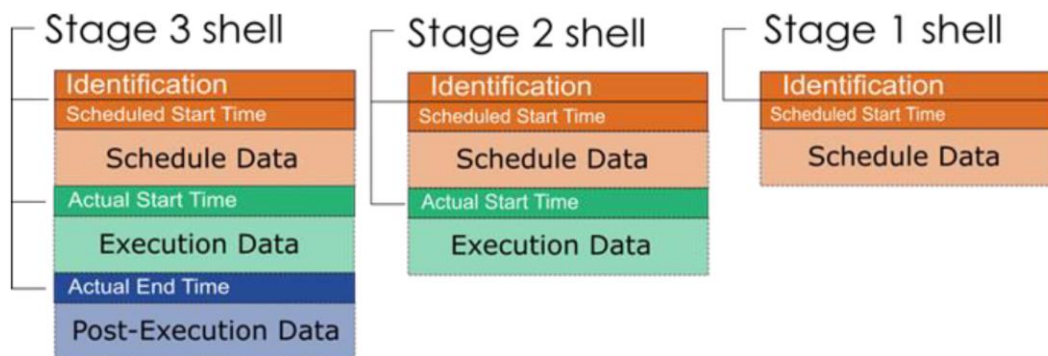 Stage 3 shell
Identification
Scheduled Start Time
Schedule Data
Actual Start Time
Execution Data
Actual End Time
Post-Execution Data
Stage 2 shell
Identification
Scheduled Start Time
Schedule Data
Actual Start Time
Execution Data
Stage 1 shell
Identification
Scheduled Start Time
Schedule Data